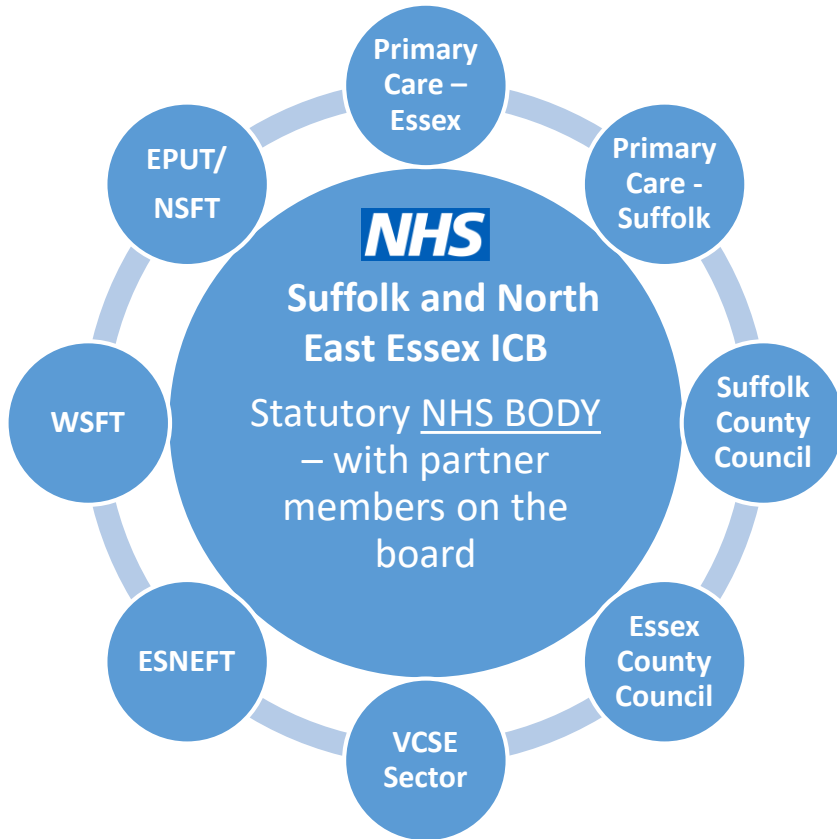 Primary
Care –
Essex
Primary
Care -
Suffolk
Suffolk
County
Council
Essex
County
Council
VCSE
Sector
ESNEFT
WSFT
EPUT/
NSFT
NHS
Suffolk and North
East Essex ICB
Statutory NHS BODY
– with partner
members on the
board